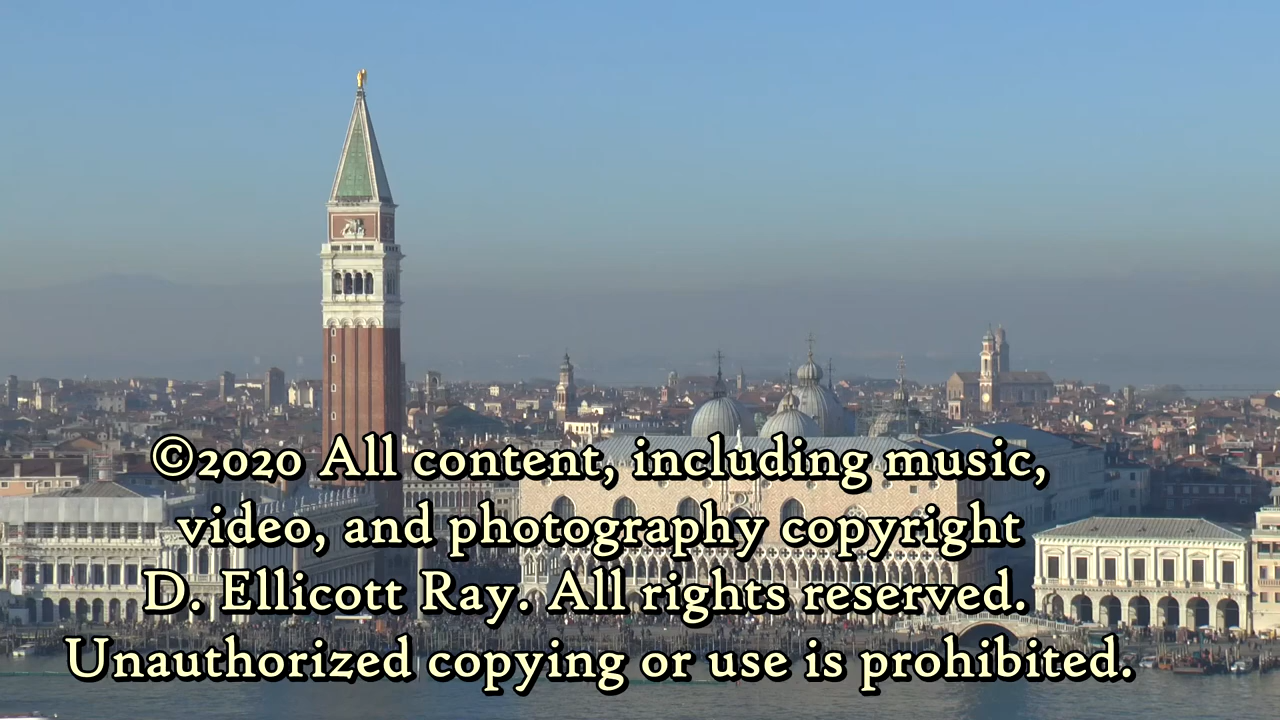 ©2020 All content, including music,
video, and photography copyright
D. Ellicott Ray. All rights reserved.
Unauthorized copying or use is prohibited.